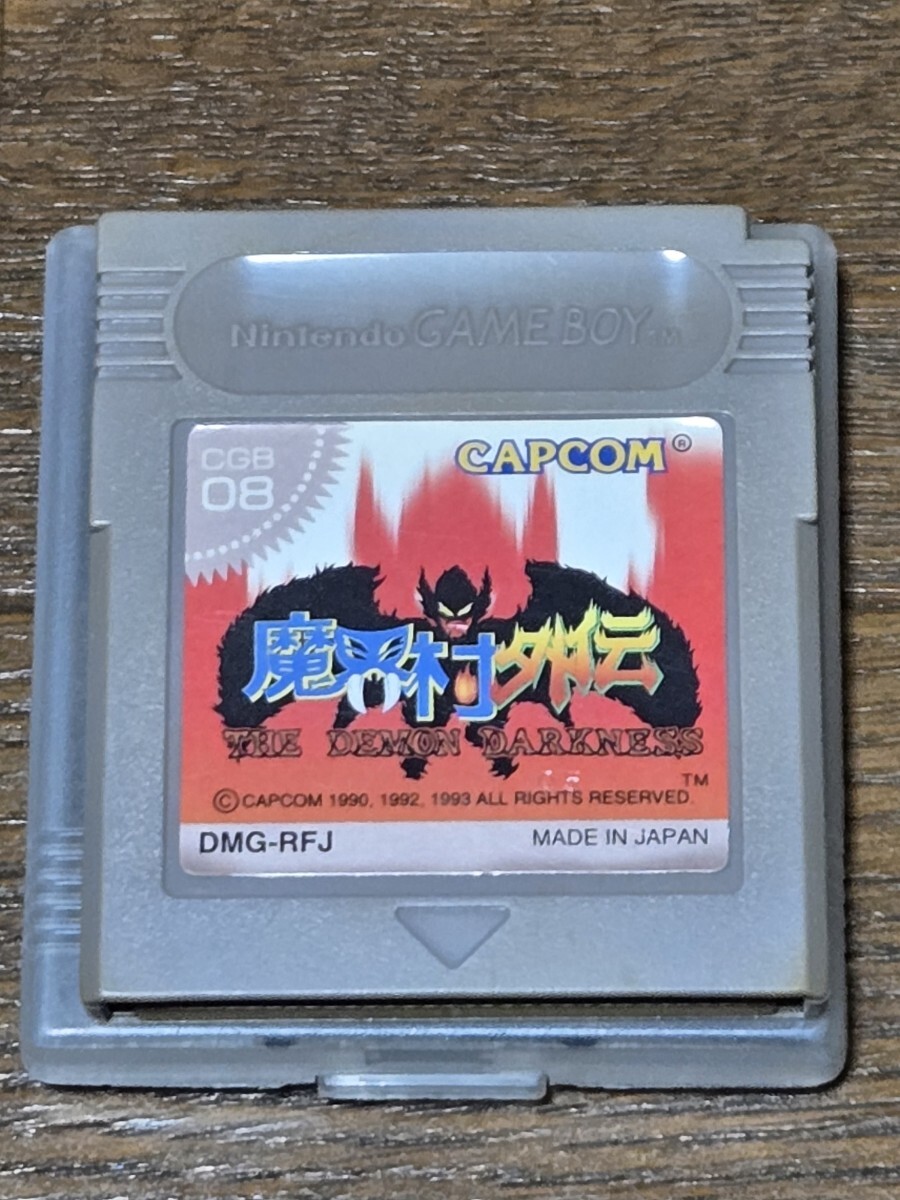 Nintendo GAME BOY TM
CGB
08
CAPCOM ®
魔界村外伝
THE DEMON DARKNESS
TM
© CAPCOM 1990, 1992, 1993 ALL RIGHTS RESERVED.
DMG-RFJ
MADE IN JAPAN